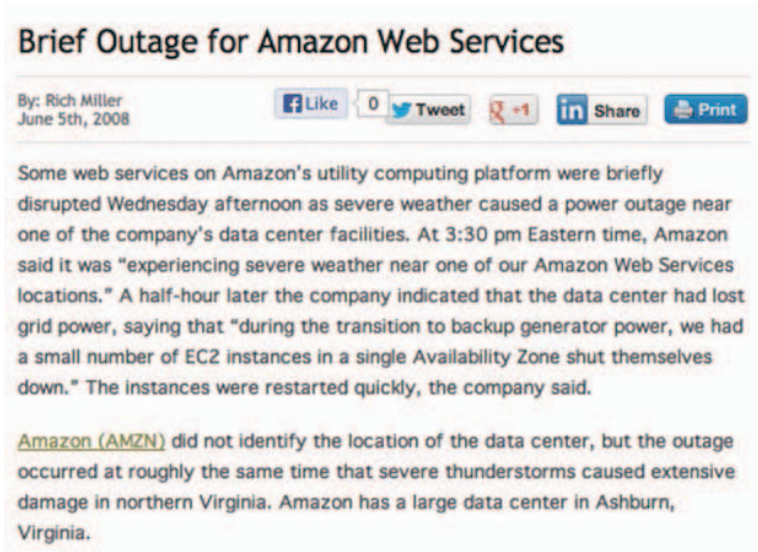 Brief Outage for Amazon Web Services
By: Rich Miller
June 5th, 2008
Like 0 Tweet +1 in Share Print
Some web services on Amazon's utility computing platform were briefly
disrupted Wednesday afternoon as severe weather caused a power outage near
one of the company's data center facilities. At 3:30 pm Eastern time, Amazon
said it was "experiencing severe weather near one of our Amazon Web Services
locations." A half-hour later the company indicated that the data center had lost
grid power, saying that "during the transition to backup generator power, we had
a small number of EC2 instances in a single Availability Zone shut themselves
down." The instances were restarted quickly, the company said.
Amazon (AMZN) did not identify the location of the data center, but the outage
occurred at roughly the same time that severe thunderstorms caused extensive
damage in northern Virginia. Amazon has a large data center in Ashburn,
Virginia.